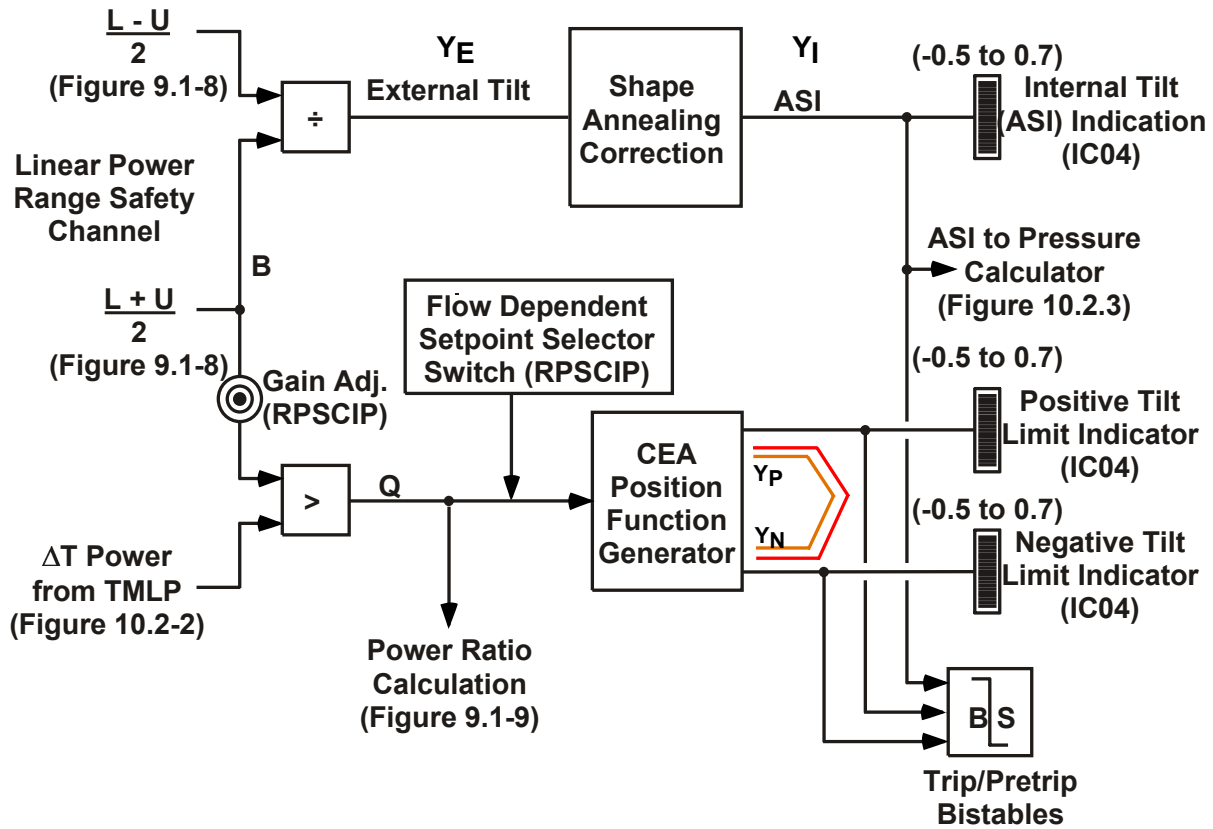 L - U
2
(Figure 9.1-8)
÷
YE
External Tilt
Shape
Annealing
Correction
YI
ASI
(-0.5 to 0.7)
Internal Tilt
(ASI) Indication
(IC04)
Linear Power
Range Safety
Channel
B
L + U
2
(Figure 9.1-8)
Gain Adj.
(RPSCIP)
Flow Dependent
Setpoint Selector
Switch (RPSCIP)
ASI to Pressure
Calculator
(Figure 10.2.3)
(-0.5 to 0.7)
Positive Tilt
Limit Indicator
(IC04)
>
Q
CEA
Position
Function
Generator
YP
YN
(-0.5 to 0.7)
Negative Tilt
Limit Indicator
(IC04)
ΔT Power
from TMLP
(Figure 10.2-2)
Power Ratio
Calculation
(Figure 9.1-9)
B S
Trip/Pretrip
Bistables